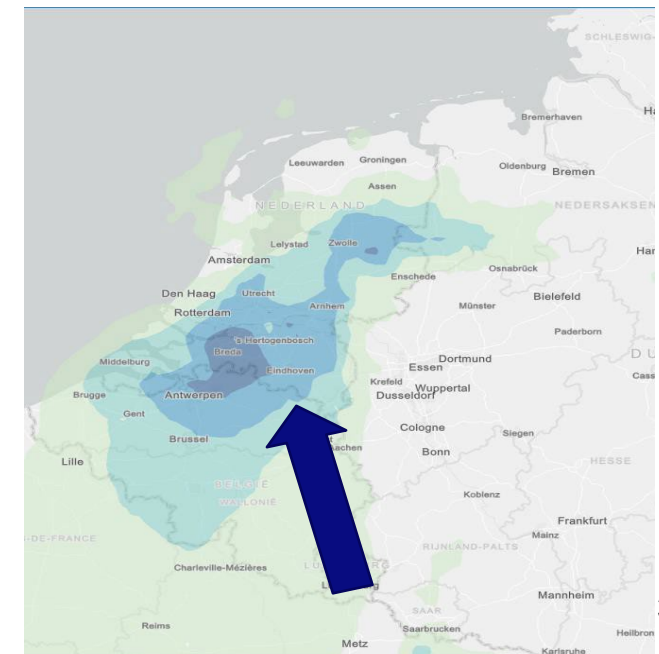 SCHLESWIG-
Bremerhaven
Leeuwarden Groningen
Oldenburg Bremen
Assen
NEDERLAND NEDERSAKSEN
Lelystad Zwolle
Amsterdam
Osnabrück
Enschede
Den Haag Utrecht Bielefeld
Arnhem Münster
Rotterdam
Paderborn
's-Hertogenbosch
Breda
Middelburg Dortmund
Essen
Eindhoven
Krefeld Wuppertal
Brugge Antwerpen Dusseldorf
Gent
Cologne
Brussel Siegen
Aachen
Bonn
Lille HESSE
BELGIË
Koblenz
WALLONIË
Frankfurt
Mainz
-DE-FRANCE
RIJNLAND-PALTS
Charleville-Mézières
Mannheim
SAAR
Reims
Saarbrucken
Heilbron
Metz
Karlsruhe